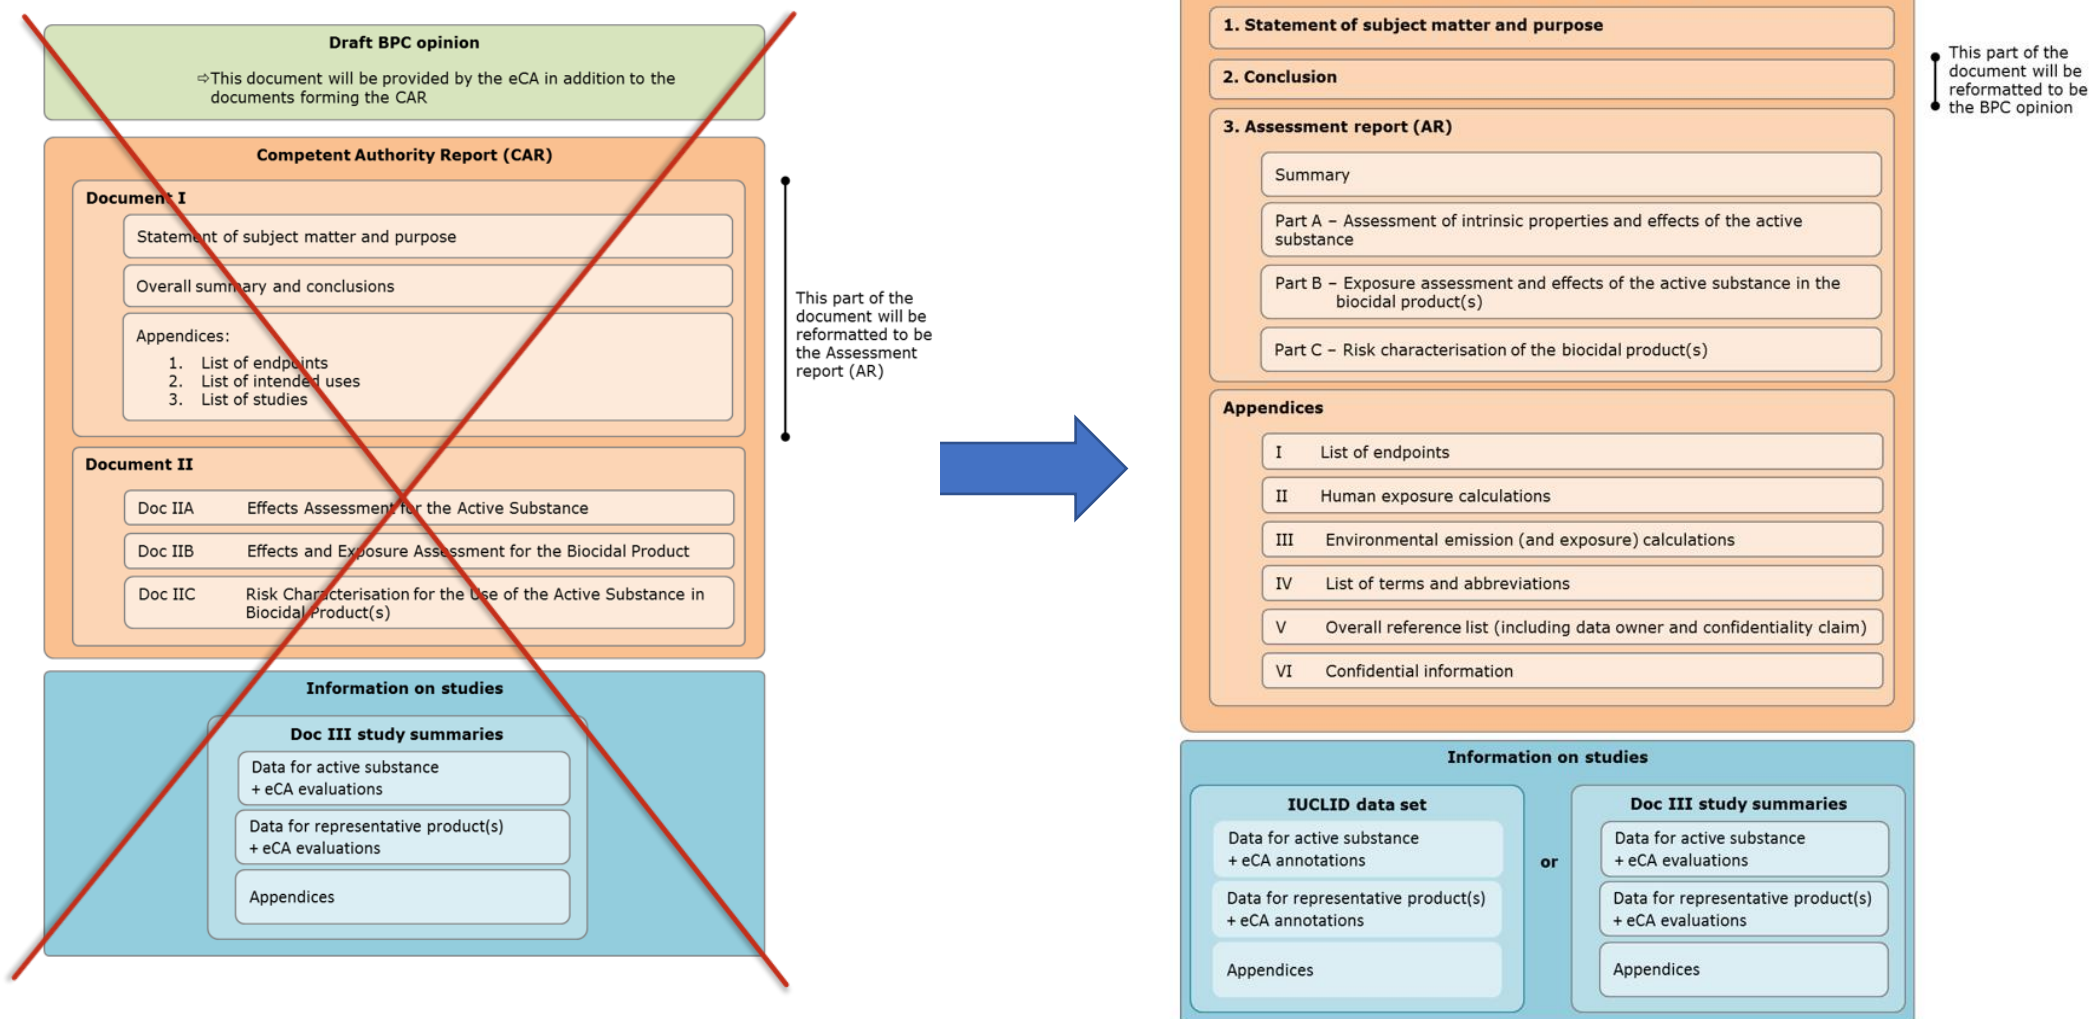 Draft BPC opinion
⇨This document will be provided by the eCA in addition to the
documents forming the CAR
Competent Authority Report (CAR)
Document I
Statement of subject matter and purpose
Overall summary and conclusions
Appendices:
1. List of endpoints
2. List of intended uses
3. List of studies
This part of the
document will be
reformatted to be
the Assessment
report (AR)
Document II
Doc IIA Effects Assessment for the Active Substance
Doc IIB Effects and Exposure Assessment for the Biocidal Product
Doc IIC Risk Characterisation for the Use of the Active Substance in
Biocidal Product(s)
Information on studies
Doc III study summaries
Data for active substance
+ eCA evaluations
Data for representative product(s)
+ eCA evaluations
Appendices
1. Statement of subject matter and purpose
2. Conclusion
This part of the
document will be
reformatted to be
the BPC opinion
3. Assessment report (AR)
Summary
Part A – Assessment of intrinsic properties and effects of the active
substance
Part B – Exposure assessment and effects of the active substance in the
biocidal product(s)
Part C – Risk characterisation of the biocidal product(s)
Appendices
I List of endpoints
II Human exposure calculations
III Environmental emission (and exposure) calculations
IV List of terms and abbreviations
V Overall reference list (including data owner and confidentiality claim)
VI Confidential information
Information on studies
IUCLID data set
Data for active substance
+ eCA annotations
Data for representative product(s)
+ eCA annotations
Appendices
or
Doc III study summaries
Data for active substance
+ eCA evaluations
Data for representative product(s)
+ eCA evaluations
Appendices